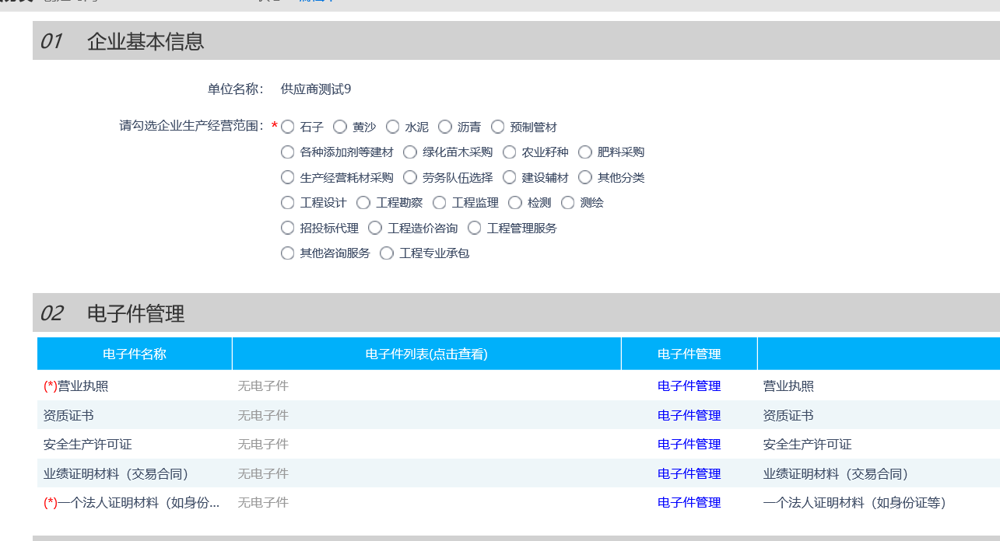 01 企业基本信息
单位名称： 供应商测试9
请勾选企业生产经营范围：* 石子 黄沙 水泥 沥青 预制管材
各种添加剂等建材 绿化苗木采购 农业籽种 肥料采购
生产经营耗材采购 劳务队伍选择 建设辅材 其他分类
工程设计 工程勘察 工程监理 检测 测绘
招投标代理 工程造价咨询 工程管理服务
其他咨询服务 工程专业承包
02 电子件管理
电子件名称 电子件列表(点击查看) 电子件管理
(*)营业执照 无电子件 电子件管理 营业执照
资质证书 无电子件 电子件管理 资质证书
安全生产许可证 无电子件 电子件管理 安全生产许可证
业绩证明材料（交易合同） 无电子件 电子件管理 业绩证明材料（交易合同）
(*)一个法人证明材料（如身份... 无电子件 电子件管理 一个法人证明材料（如身份证等）